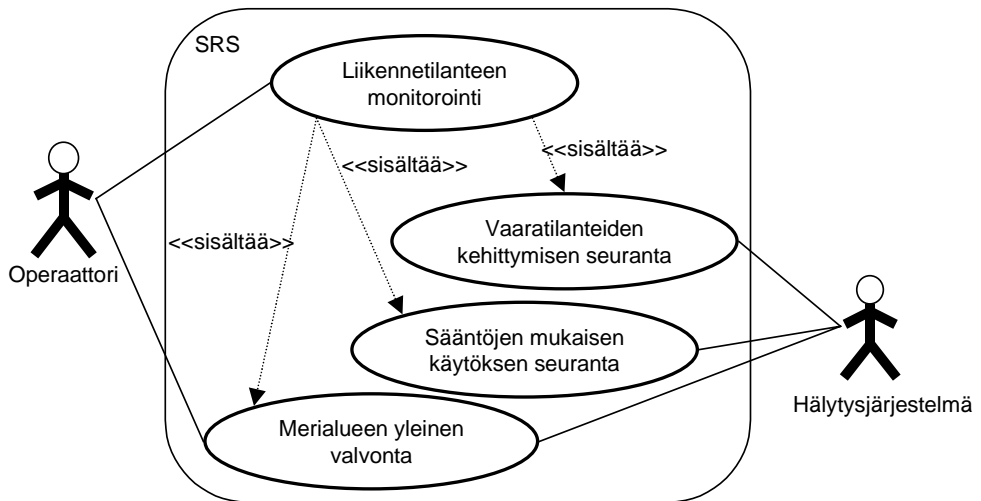 SRS
Liikennetilanteen
monitorointi
<<sisältää>>
<<sisältää>>
<<sisältää>>
Vaaratilanteiden
kehittymisen seuranta
Operaattori
Sääntöjen mukaisen
käytöksen seuranta
Hälytysjärjestelmä
Merialueen yleinen
valvonta